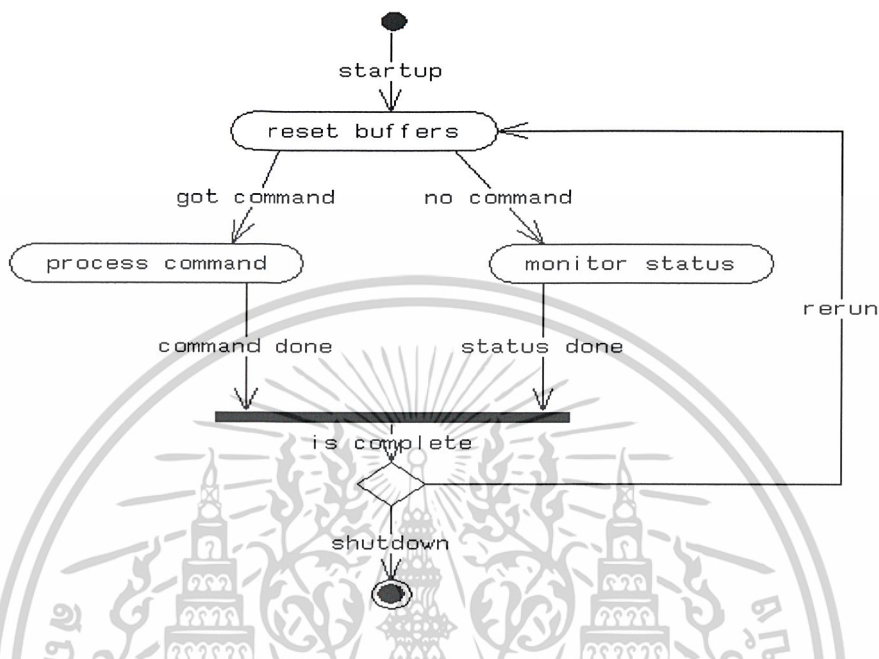 startup
reset buffers
got command
no command
process command
monitor status
rerun
command done
status done
is complete
shutdown